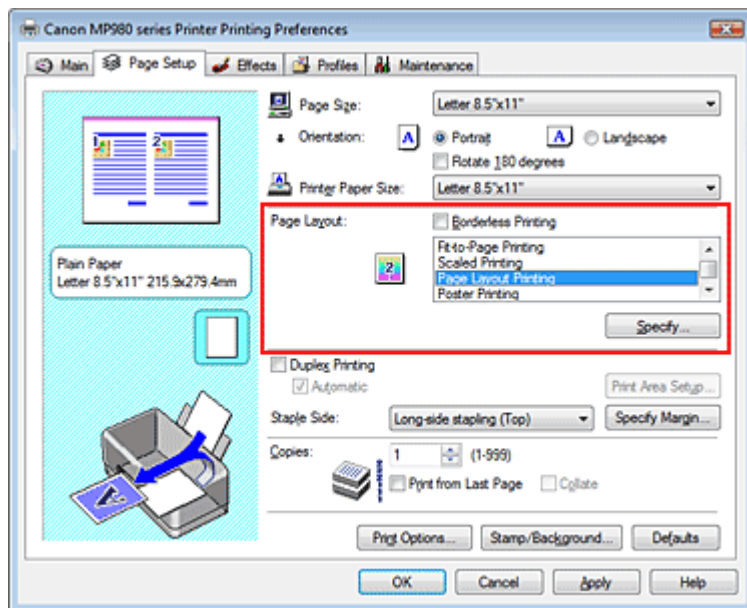 Canon MP980 series Printer Printing Preferences
Main Page Setup Effects Profiles Maintenance
Page Size: Letter 8.5"x11"
Orientation: A Portrait A Landscape
Rotate 180 degrees
Printer Paper Size: Letter 8.5"x11"
Page Layout: Borderless Printing
Fit-to-Page Printing
Scaled Printing
Page Layout Printing
Poster Printing
Specify...
1 2
2
Plain Paper
Letter 8.5"x11" 215.9x279.4mm
Duplex Printing
Automatic Print Area Setup...
Staple Side: Long-side stapling (Top) Specify Margin...
Copies: 1 (1-999)
Print from Last Page Collate
A
Print Options... Stamp/Background... Defaults
OK Cancel Apply Help